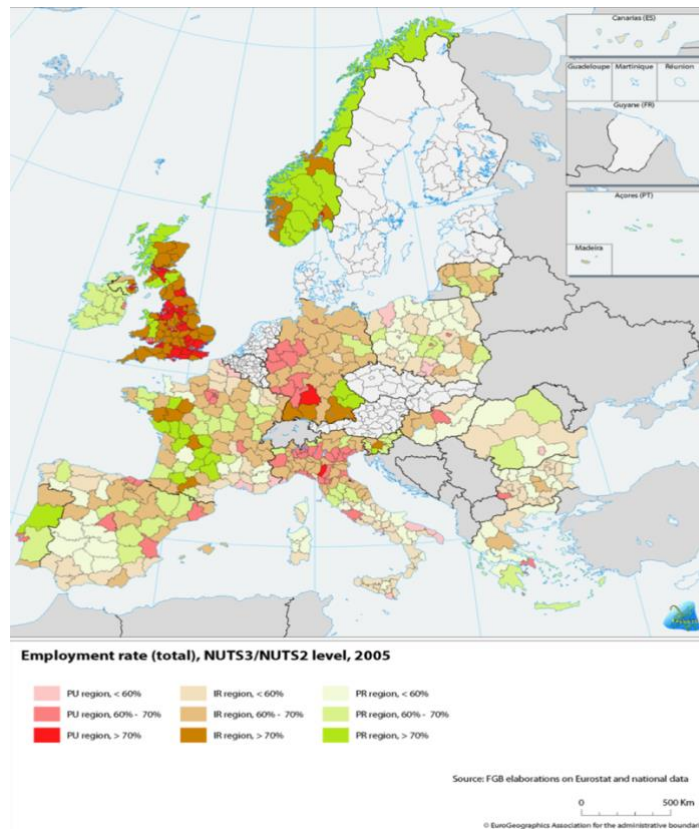 Canaries (ES)
Guadeloupe Martinique Réunion
Guyane (FR)
Açores (PT)
Madeira
Employment rate (total), NUTS3/NUTS2 level, 2005
PU region, < 60% IR region, < 60% PR region, < 60%
PU region, 60% - 70% IR region, 60% - 70% PR region, 60% - 70%
PU region, > 70% IR region, > 70% PR region, > 70%
Source: FGB elaborations on Eurostat and national data
0 500 Km
© EuroGeographics Association for the administrative boundar